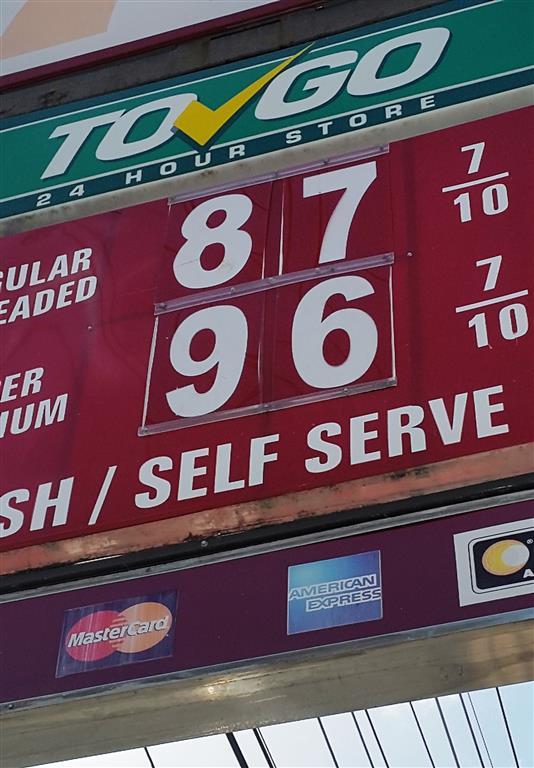 TO GO
24 HOUR STORE
GULAR 87 7/10
EADED
ER 96 7/10
IUM
SH / SELF SERVE
MasterCard
AMERICAN EXPRESS
A